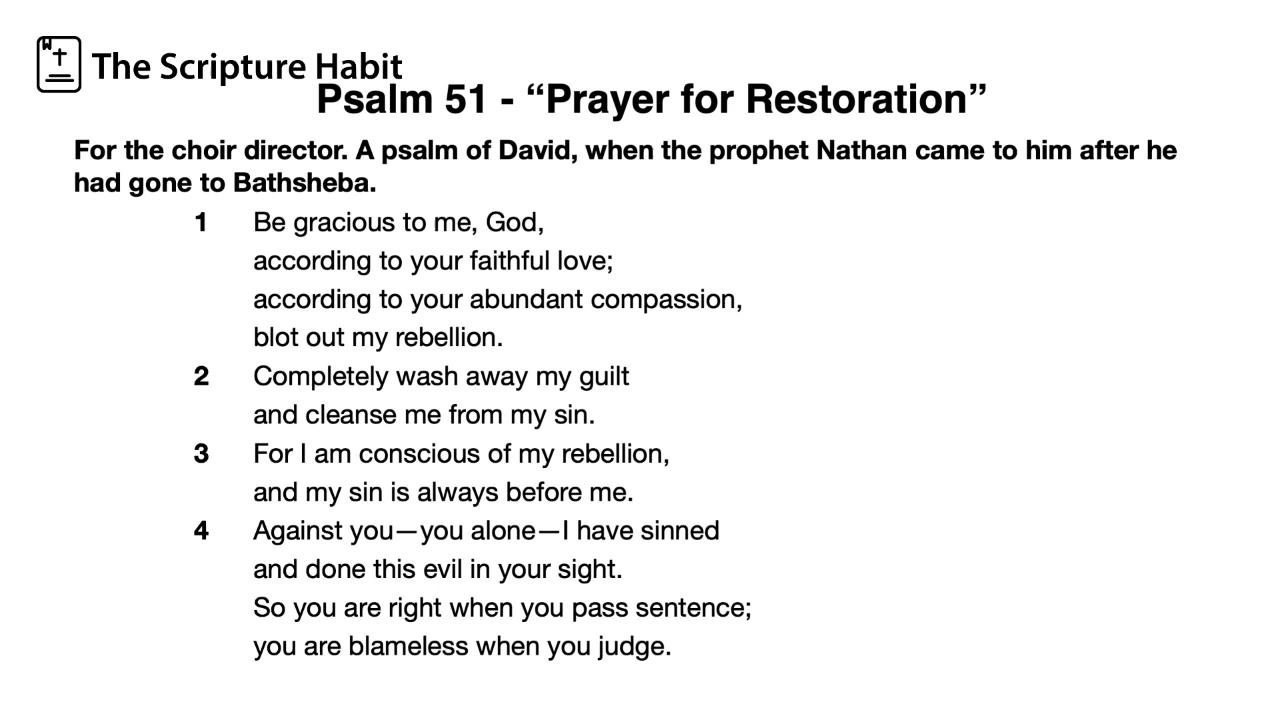 The Scripture Habit
Psalm 51 - “Prayer for Restoration”
For the choir director. A psalm of David, when the prophet Nathan came to him after he
had gone to Bathsheba.
1 Be gracious to me, God,
according to your faithful love;
according to your abundant compassion,
blot out my rebellion.
2 Completely wash away my guilt
and cleanse me from my sin.
3 For I am conscious of my rebellion,
and my sin is always before me.
4 Against you—you alone—I have sinned
and done this evil in your sight.
So you are right when you pass sentence;
you are blameless when you judge.